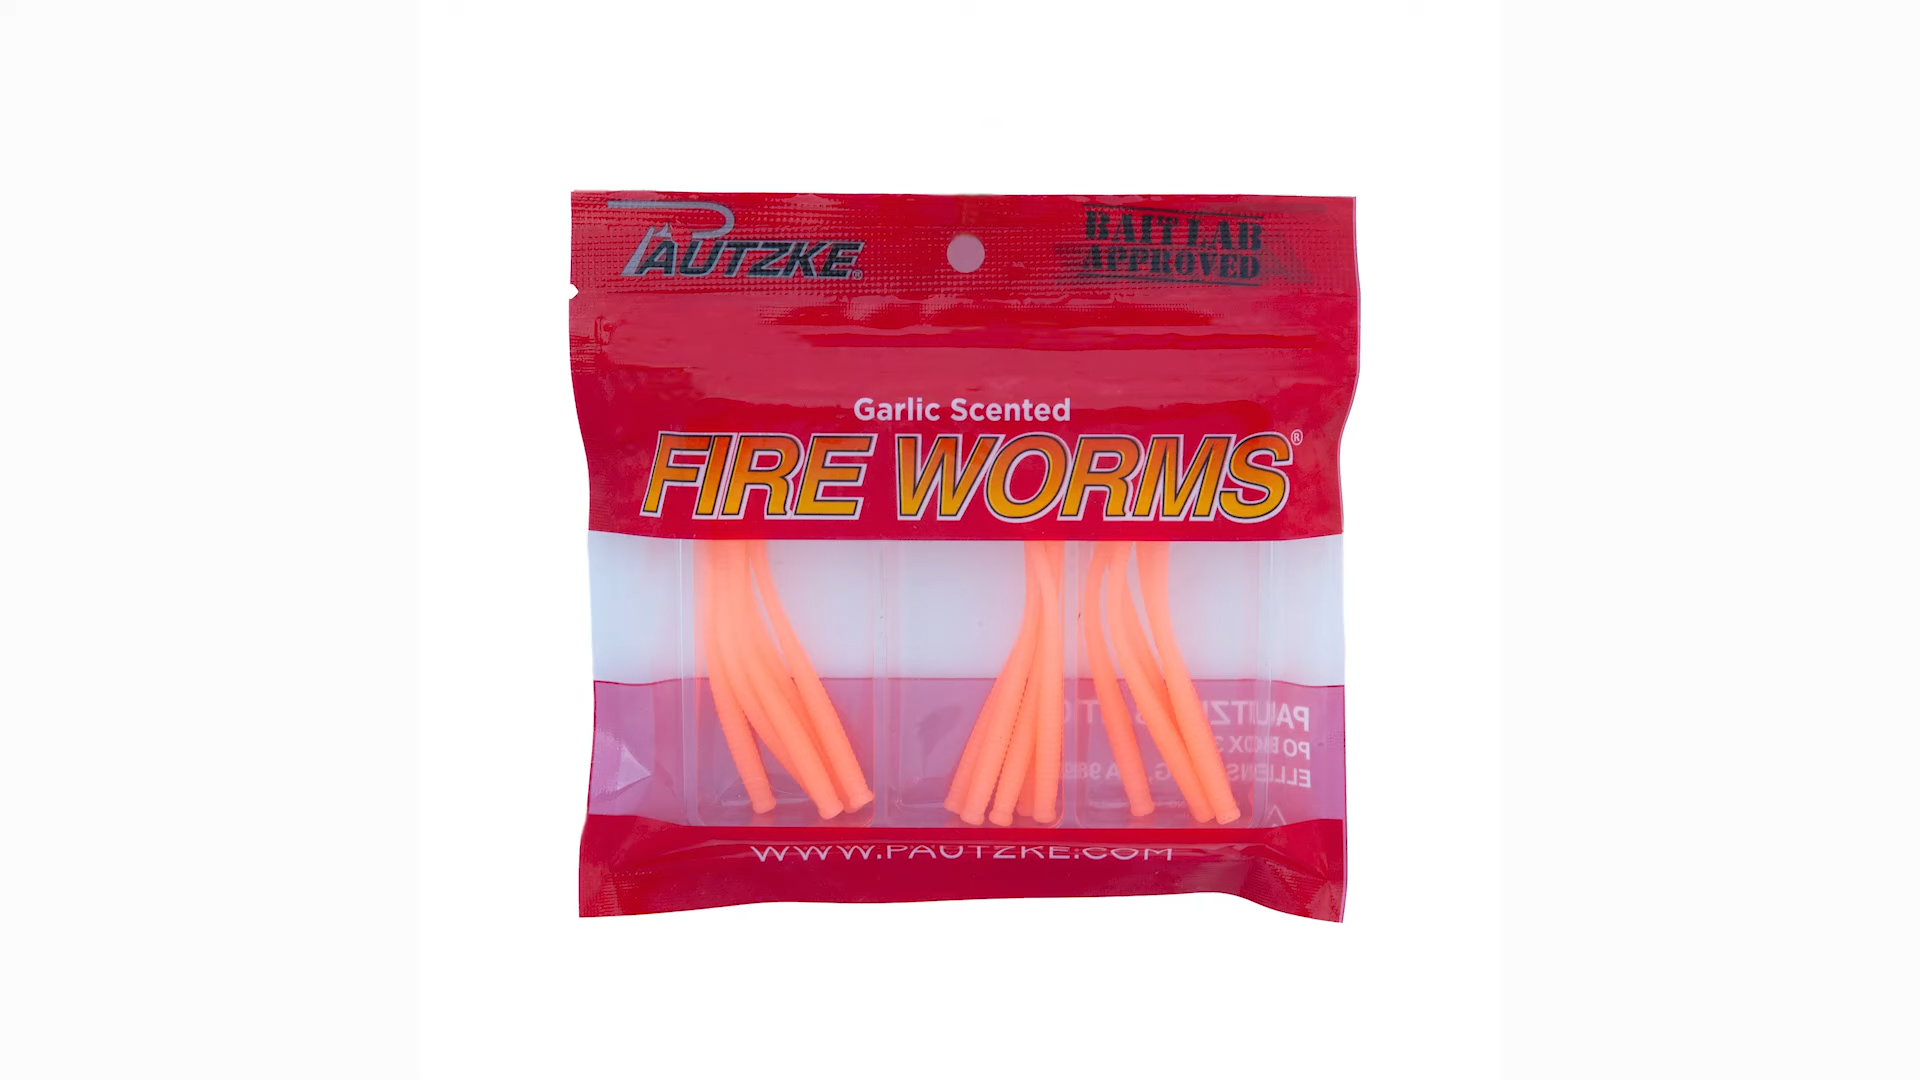 PAUTZKE®
BAIT LAB
APPROVED
Garlic Scented
FIRE WORMS®
WWW.PAUTZKE.COM